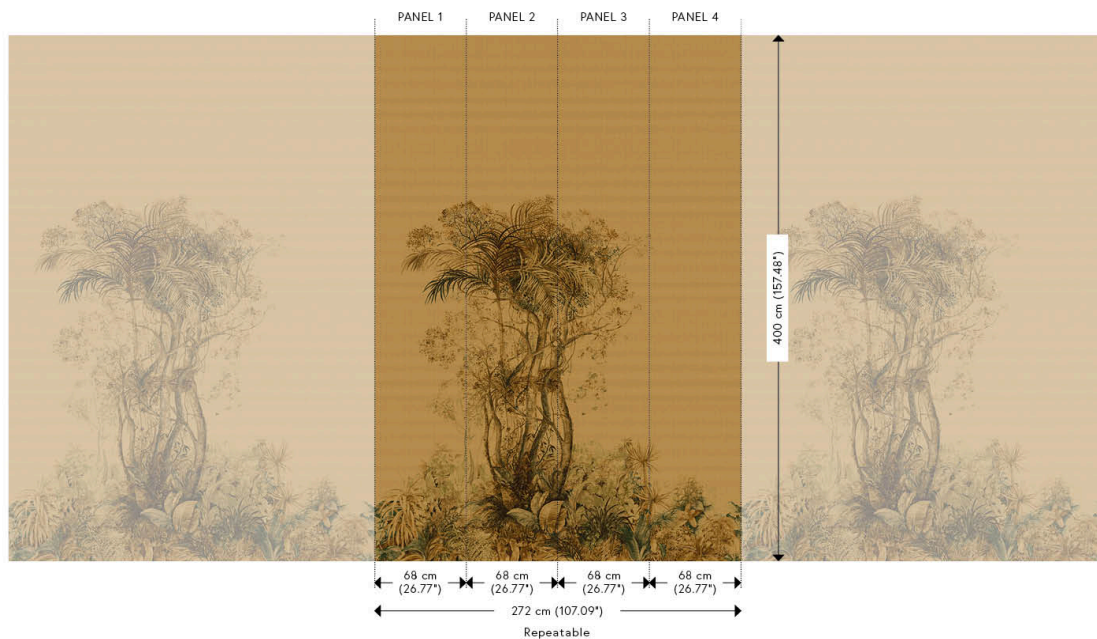 PANEL 1 PANEL 2 PANEL 3 PANEL 4
400 cm (157.48")
68 cm 68 cm 68 cm 68 cm
(26.77") (26.77") (26.77") (26.77")
272 cm (107.09")
Repeatable